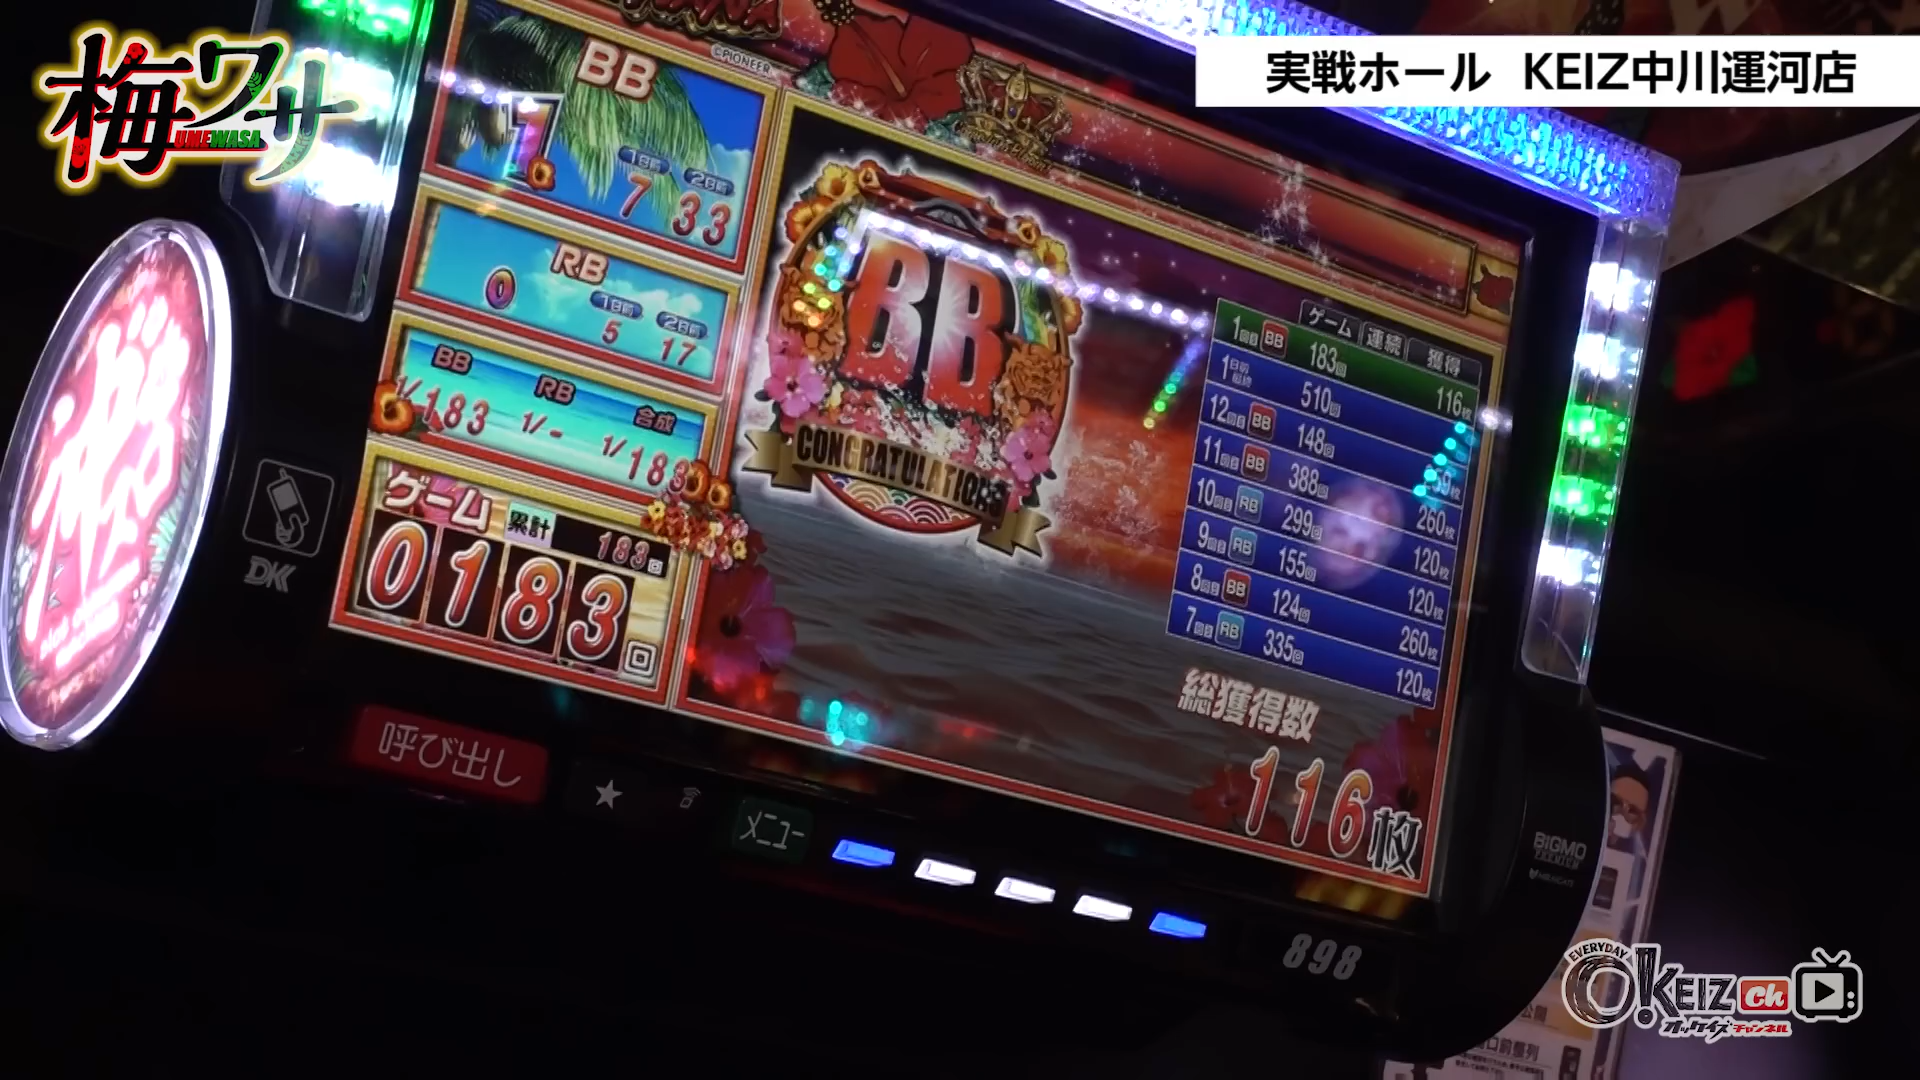 梅ワサ
UMEWASA
実戦ホール KEIZ中川運河店
©PIONEER
BB
1
1日前 2日前
7 33
RB
0
1日前 2日前
5 17
BB RB 合成
1/183 1/- 1/183
ゲーム 累計 183回
0183回
BB
CONGRATULATIONS
ゲーム 連続 獲得
1回目 BB 183回 116枚
1日前最終 510回
12回目 BB 148回 59枚
11回目 BB 388回 260枚
10回目 RB 299回 120枚
9回目 RB 155回 120枚
8回目 BB 124回 260枚
7回目 RB 335回 120枚
総獲得数
116枚
DK
呼び出し
★
メニュー
BIGMO
PREMIUM
898
EVERYDAY
O!KEIZ ch
オッケイズチャンネル